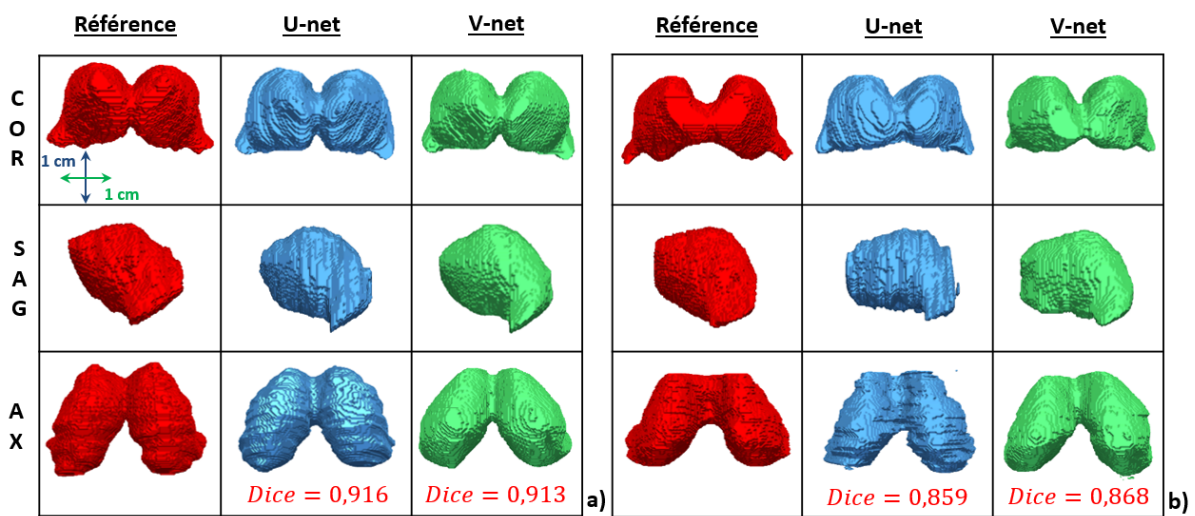 Référence U-net V-net Référence U-net V-net
C
O
R
1 cm
1 cm
S
A
G
A
X
Dice = 0,916 Dice = 0,913 a) Dice = 0,859 Dice = 0,868 b)